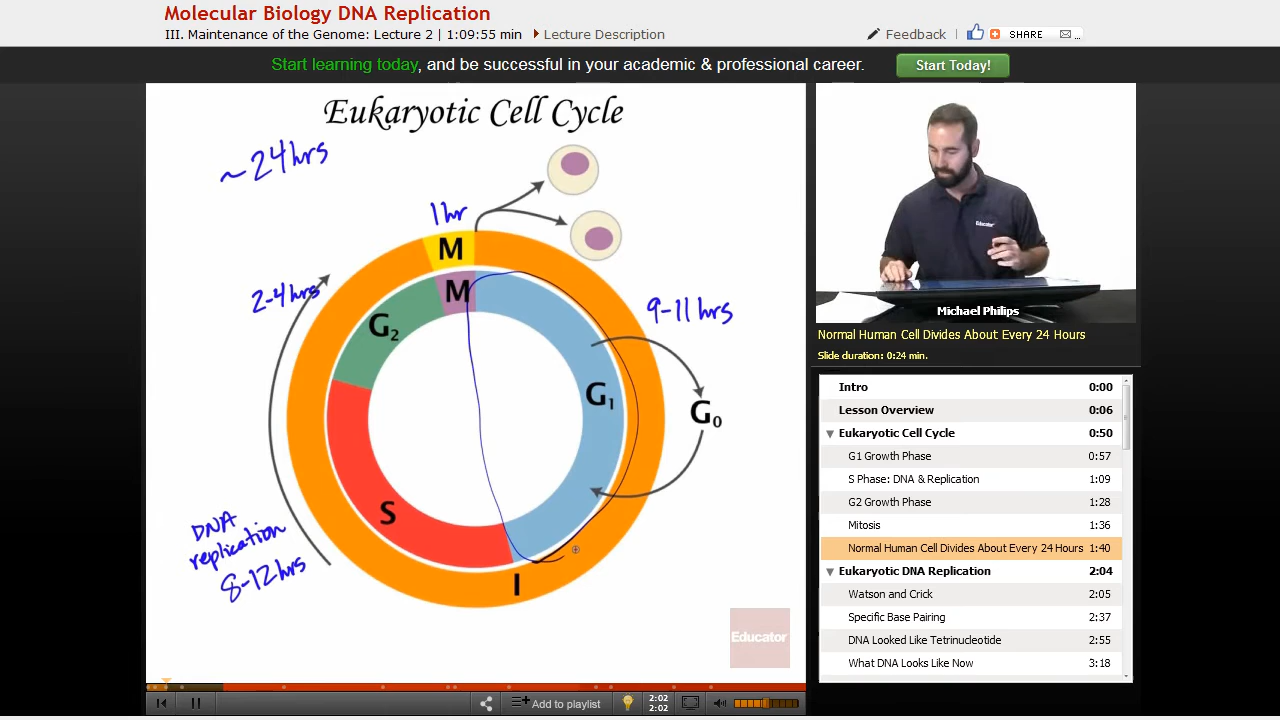 Molecular Biology DNA Replication
III. Maintenance of the Genome: Lecture 2 | 1:09:55 min
Lecture Description
Feedback
SHARE
...
Start learning today, and be successful in your academic & professional career.
Start Today!
Eukaryotic Cell Cycle
~24hrs
1hr
M
M
2-4hrs
G₂
9-11hrs
G₁
G₀
S
DNA
replication
8-12hrs
I
Educator
Educator
Michael Philips
Normal Human Cell Divides About Every 24 Hours
Slide duration: 0:24 min.
Intro 0:00
Lesson Overview 0:06
Eukaryotic Cell Cycle 0:50
G1 Growth Phase 0:57
S Phase: DNA & Replication 1:09
G2 Growth Phase 1:28
Mitosis 1:36
Normal Human Cell Divides About Every 24 Hours 1:40
Eukaryotic DNA Replication 2:04
Watson and Crick 2:05
Specific Base Pairing 2:37
DNA Looked Like Tetrinucleotide 2:55
What DNA Looks Like Now 3:18
Add to playlist
2:02
2:02